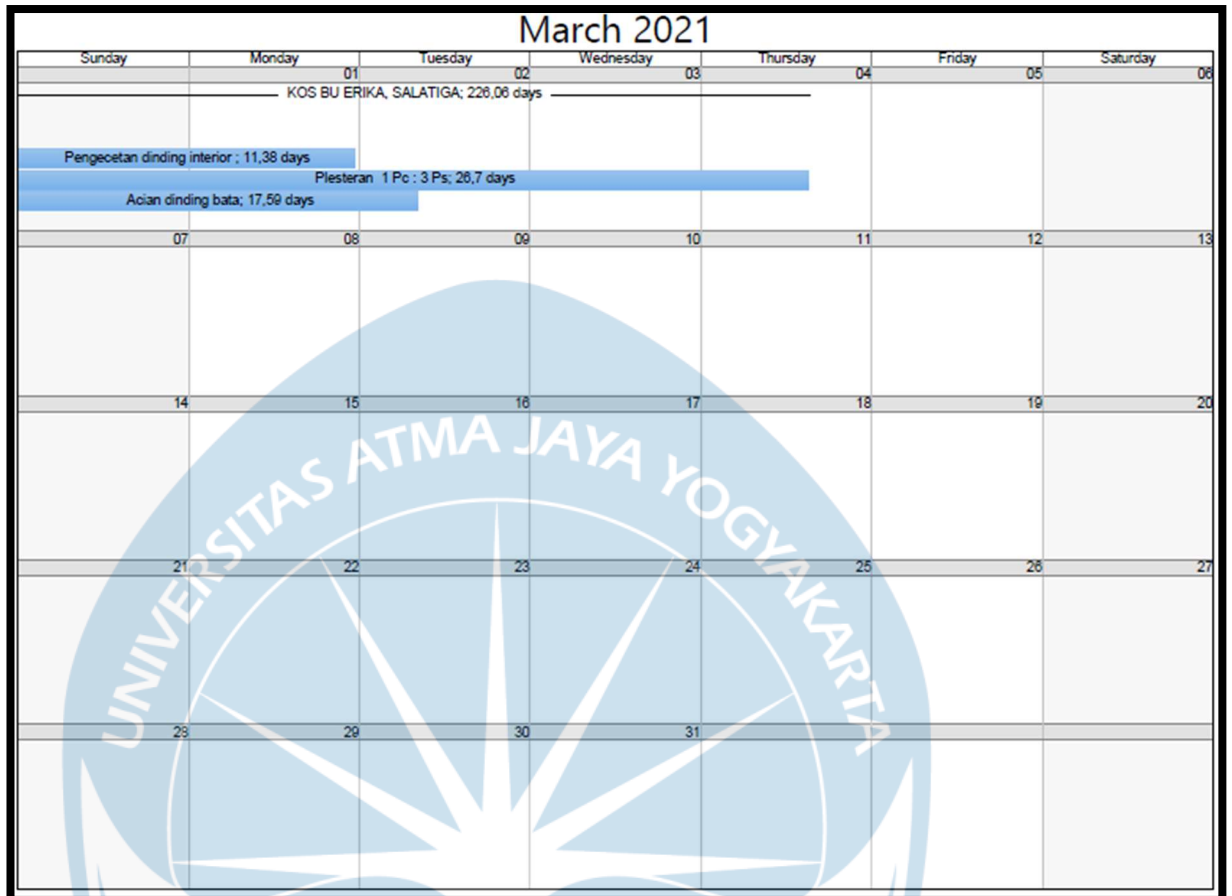 March 2021
Sunday Monday Tuesday Wednesday Thursday Friday Saturday
01 02 03 04 05 06
KOS BU ERIKA, SALATIGA; 226,06 days
Pengecetan dinding interior ; 11,38 days
Plesteran 1 Pc : 3 Ps; 26,7 days
Acian dinding bata; 17,59 days
07 08 09 10 11 12 13
14 15 16 17 18 19 20
UNIVERSITAS ATMA JAYA YOGYAKARTA
21 22 23 24 25 26 27
28 29 30 31